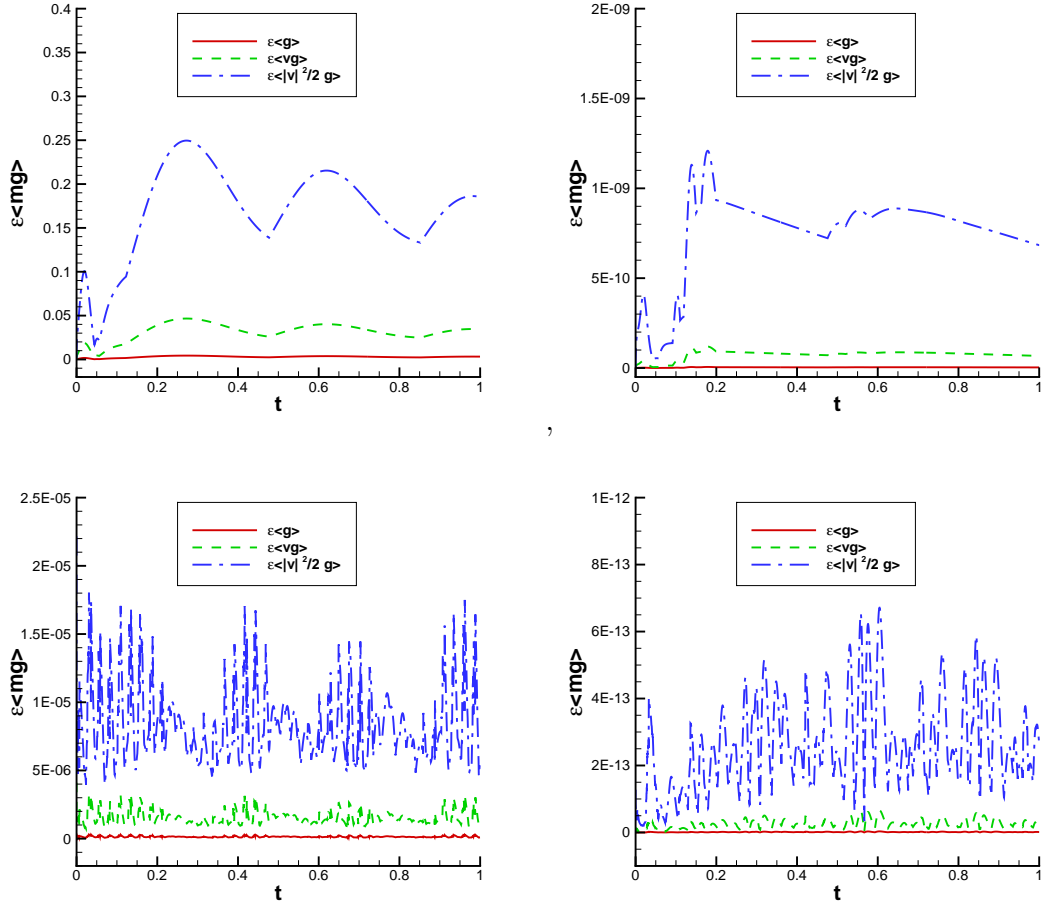 0.4
0.35
0.3
0.25
0.2
0.15
0.1
0.05
0
ε<mg>
ε<g>
ε<vg>
ε<|v| ²/2 g>
0 0.2 0.4 0.6 0.8 1
t
2E-09
1.5E-09
1E-09
5E-10
0
ε<mg>
ε<g>
ε<vg>
ε<|v| ²/2 g>
0 0.2 0.4 0.6 0.8 1
t
,
2.5E-05
2E-05
1.5E-05
1E-05
5E-06
0
ε<mg>
ε<g>
ε<vg>
ε<|v| ²/2 g>
0 0.2 0.4 0.6 0.8 1
t
1E-12
8E-13
6E-13
4E-13
2E-13
0
ε<mg>
ε<g>
ε<vg>
ε<|v| ²/2 g>
0 0.2 0.4 0.6 0.8 1
t